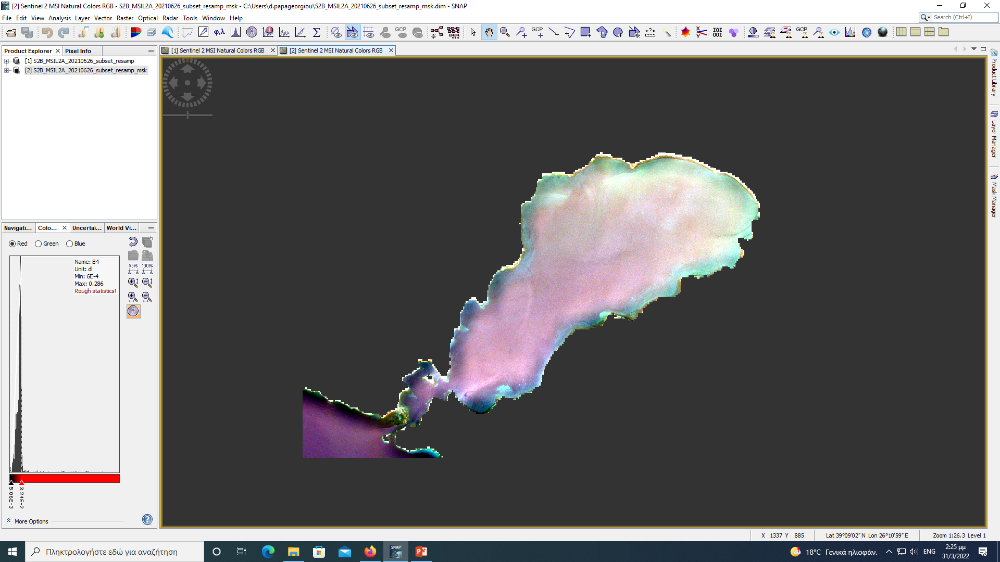 [2] Sentinel 2 MSI Natural Colors RGB - S2B_MSIL2A_20210626_subset_resamp_msk - C:\Users\d.papageorgiou\S2B_MSIL2A_20210626_subset_resamp_msk.dim - SNAP
File Edit View Analysis Layer Vector Raster Optical Radar Tools Window Help
Search (Ctrl+I)
φ,λ
Σ
GCP
GCP
GCP
Product Explorer
Pixel Info
[1] Sentinel 2 MSI Natural Colors RGB
[2] Sentinel 2 MSI Natural Colors RGB
[1] S2B_MSIL2A_20210626_subset_resamp
[2] S2B_MSIL2A_20210626_subset_resamp_msk
Product Library
Layer Manager
Mask Manager
Navigati...
Colo...
Uncertai...
World Vi...
Red
Green
Blue
Name: B4
Unit: dl
Min: 6E-4
Max: 0.286
Rough statistics!
95%
100%
5.06E-3
3.24E-2
More Options
X 1337 Y 885
Lat 39°09'02" N Lon 26°10'59" E
Zoom 1:26.3 Level 1
Πληκτρολογήστε εδώ για αναζήτηση
SNAP
18°C Γενικά ηλιοφάν.
ENG
2:25 μμ
31/3/2022